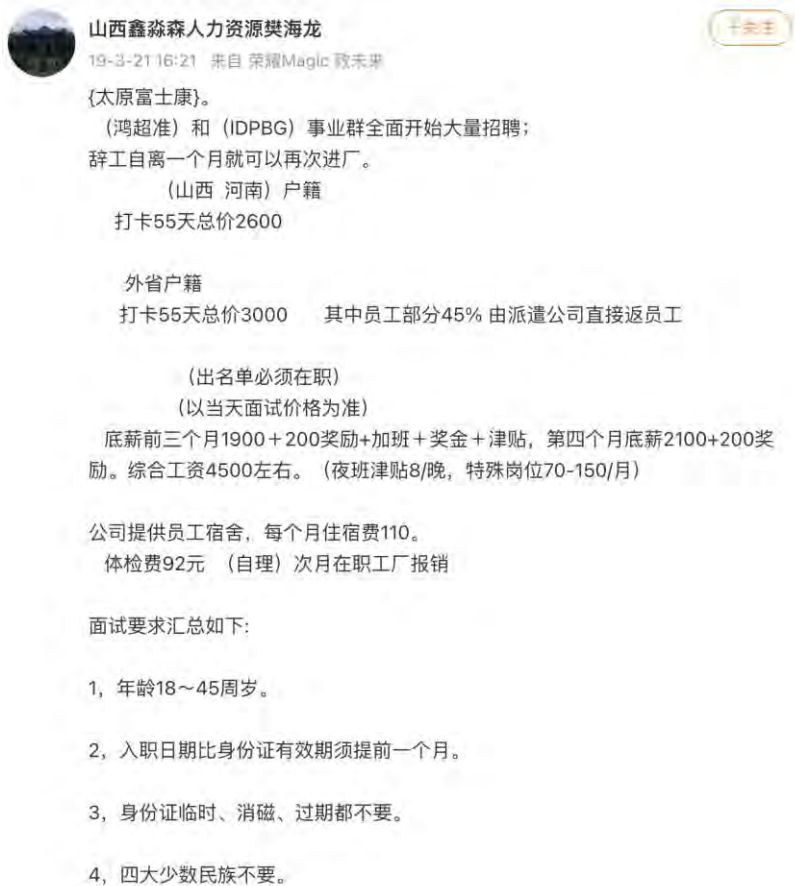 山西鑫淼森人力资源樊海龙
+关注
19-3-21 16:21 来自 荣耀Magic 致未来
{太原富士康}。
（鸿超准）和（IDPBG）事业群全面开始大量招聘；
辞工自离一个月就可以再次进厂。
（山西 河南）户籍
打卡55天总价2600
外省户籍
打卡55天总价3000 其中员工部分45% 由派遣公司直接返员工
（出名单必须在职）
（以当天面试价格为准）
底薪前三个月1900＋200奖励+加班＋奖金＋津贴，第四个月底薪2100+200奖
励。综合工资4500左右。（夜班津贴8/晚，特殊岗位70-150/月）
公司提供员工宿舍，每个月住宿费110。
体检费92元 （自理）次月在职工厂报销
面试要求汇总如下:
1，年龄18～45周岁。
2，入职日期比身份证有效期须提前一个月。
3，身份证临时、消磁、过期都不要。
4，四大少数民族不要。